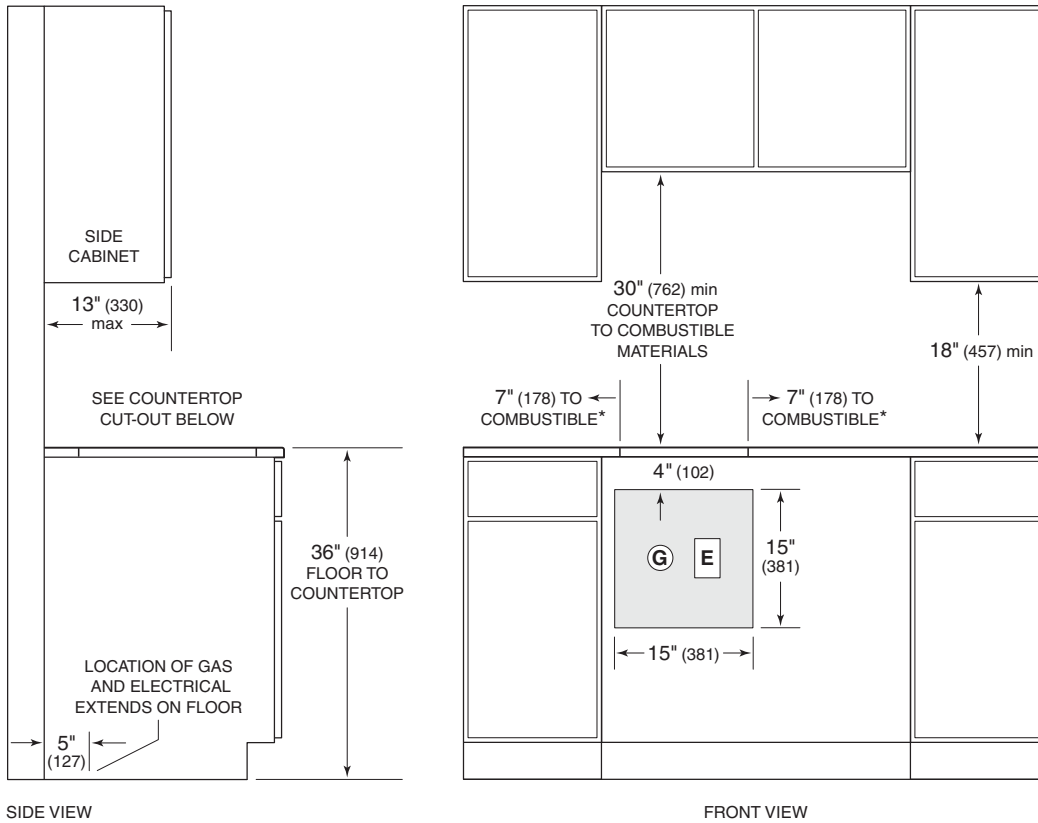 SIDE
CABINET
13" (330)
max
SEE COUNTERTOP
CUT-OUT BELOW
36" (914)
FLOOR TO
COUNTERTOP
LOCATION OF GAS
AND ELECTRICAL
EXTENDS ON FLOOR
5"
(127)
SIDE VIEW
30" (762) min
COUNTERTOP
TO COMBUSTIBLE
MATERIALS
18" (457) min
7" (178) TO
COMBUSTIBLE*
7" (178) TO
COMBUSTIBLE*
4" (102)
G
E
15"
(381)
15" (381)
FRONT VIEW